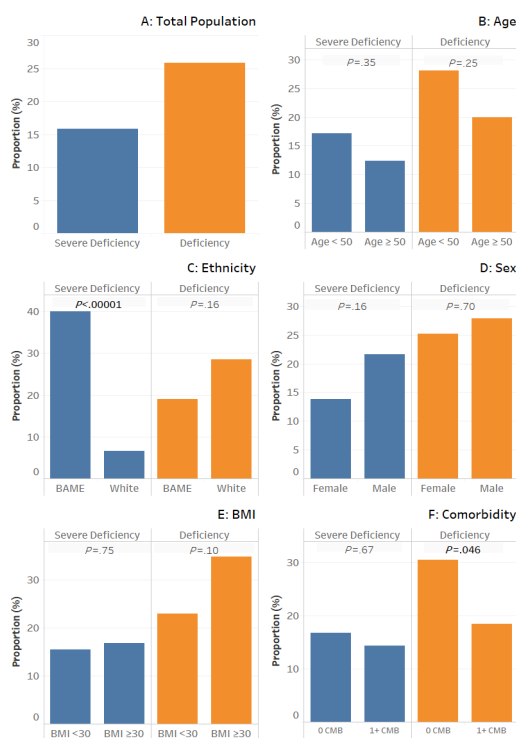 A: Total Population
Proportion (%)
30
25
20
15
10
5
0
Severe Deficiency
Deficiency
B: Age
Severe Deficiency
Deficiency
P=.35
P=.25
Proportion (%)
30
25
20
15
10
5
0
Age < 50
Age ≥ 50
Age < 50
Age ≥ 50
C: Ethnicity
Severe Deficiency
Deficiency
P<.00001
P=.16
Proportion (%)
40
30
20
10
0
BAME
White
BAME
White
D: Sex
Severe Deficiency
Deficiency
P=.16
P=.70
Proportion (%)
30
25
20
15
10
5
0
Female
Male
Female
Male
E: BMI
Severe Deficiency
Deficiency
P=.75
P=.10
Proportion (%)
30
20
10
0
BMI <30
BMI ≥30
BMI <30
BMI ≥30
F: Comorbidity
Severe Deficiency
Deficiency
P=.67
P=.046
Proportion (%)
30
20
10
0
0 CMB
1+ CMB
0 CMB
1+ CMB